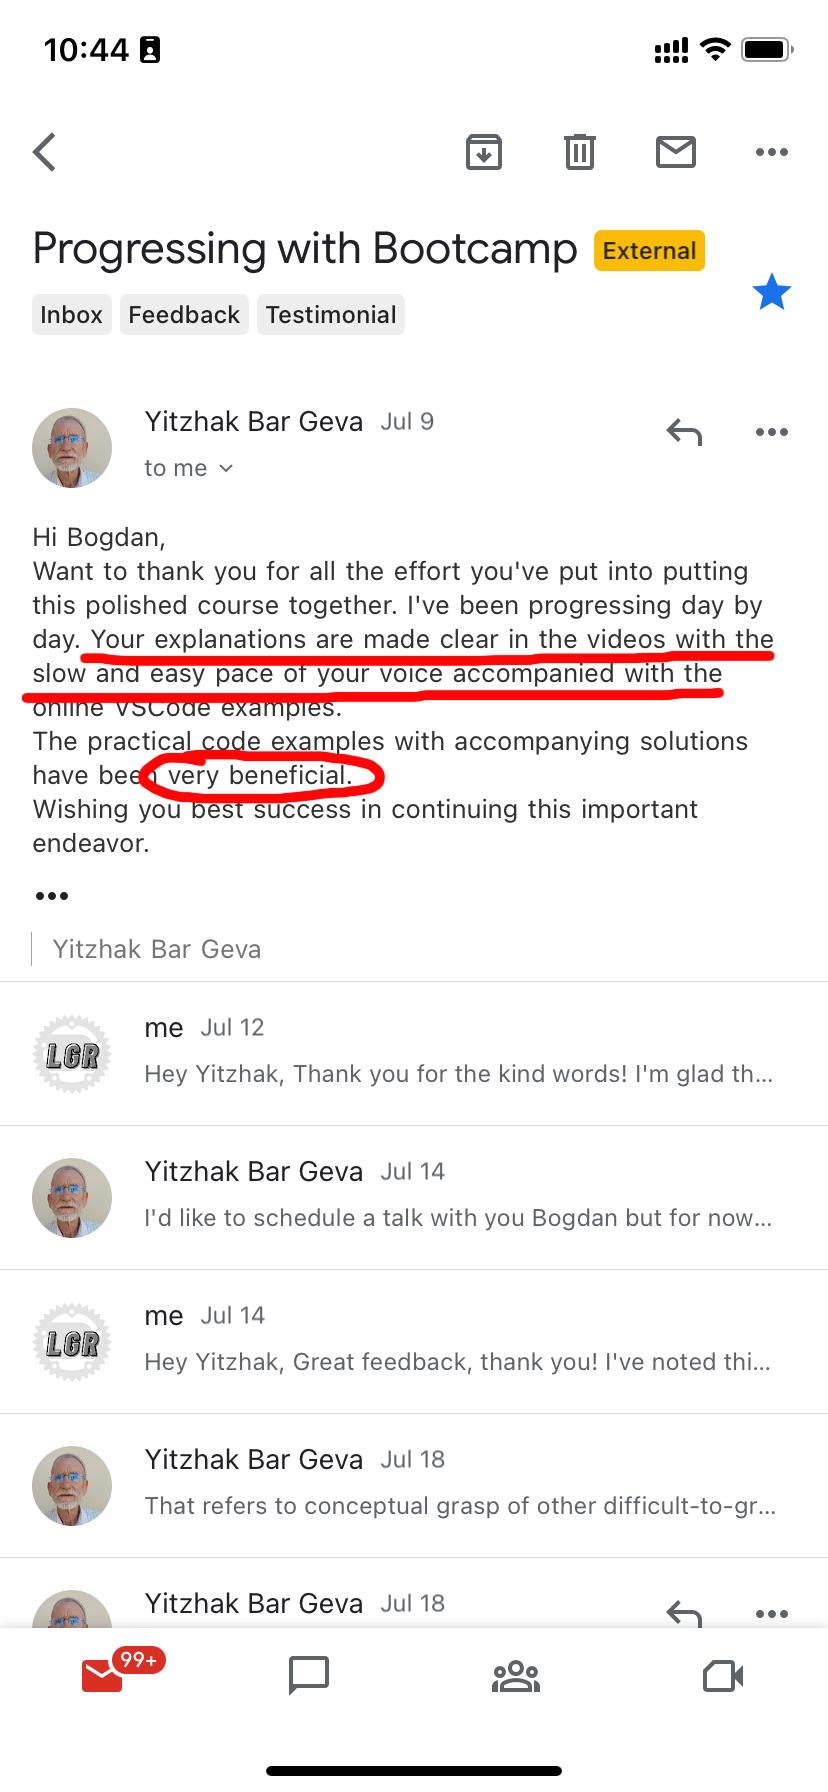 10:44
Progressing with Bootcamp External
Inbox Feedback Testimonial
Yitzhak Bar Geva Jul 9
to me
Hi Bogdan,
Want to thank you for all the effort you've put into putting
this polished course together. I've been progressing day by
day. Your explanations are made clear in the videos with the
slow and easy pace of your voice accompanied with the
online VSCode examples.
The practical code examples with accompanying solutions
have been very beneficial.
Wishing you best success in continuing this important
endeavor.
Yitzhak Bar Geva
me Jul 12
LGR
Hey Yitzhak, Thank you for the kind words! I'm glad th...
Yitzhak Bar Geva Jul 14
I'd like to schedule a talk with you Bogdan but for now...
me Jul 14
LGR
Hey Yitzhak, Great feedback, thank you! I've noted thi...
Yitzhak Bar Geva Jul 18
That refers to conceptual grasp of other difficult-to-gr...
Yitzhak Bar Geva Jul 18
99+